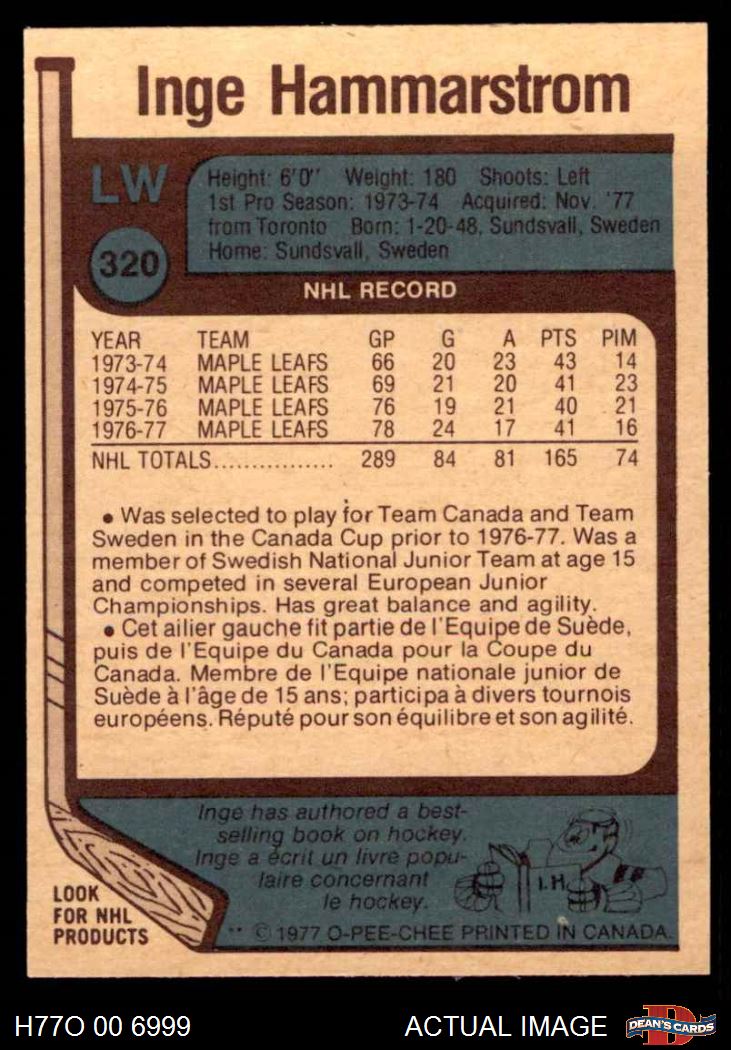 Inge Hammarstrom
LW
320
Height: 6'0" Weight: 180 Shoots: Left
1st Pro Season: 1973-74 Acquired: Nov. '77
from Toronto Born: 1-20-48, Sundsvall, Sweden
Home: Sundsvall, Sweden
NHL RECORD
YEAR TEAM GP G A PTS PIM
1973-74 MAPLE LEAFS 66 20 23 43 14
1974-75 MAPLE LEAFS 69 21 20 41 23
1975-76 MAPLE LEAFS 76 19 21 40 21
1976-77 MAPLE LEAFS 78 24 17 41 16
NHL TOTALS................ 289 84 81 165 74
• Was selected to play for Team Canada and Team
Sweden in the Canada Cup prior to 1976-77. Was a
member of Swedish National Junior Team at age 15
and competed in several European Junior
Championships. Has great balance and agility.
• Cet ailier gauche fit partie de l'Equipe de Suède,
puis de l'Equipe du Canada pour la Coupe du
Canada. Membre de l'Equipe nationale junior de
Suède à l'âge de 15 ans; participa à divers tournois
européens. Réputé pour son équilibre et son agilité.
Inge has authored a best-
selling book on hockey.
Inge a écrit un livre popu-
laire concernant
le hockey.
I.H.
LOOK
FOR NHL
PRODUCTS
** © 1977 O-PEE-CHEE PRINTED IN CANADA.
H77O 00 6999
ACTUAL IMAGE
DEAN'S CARDS